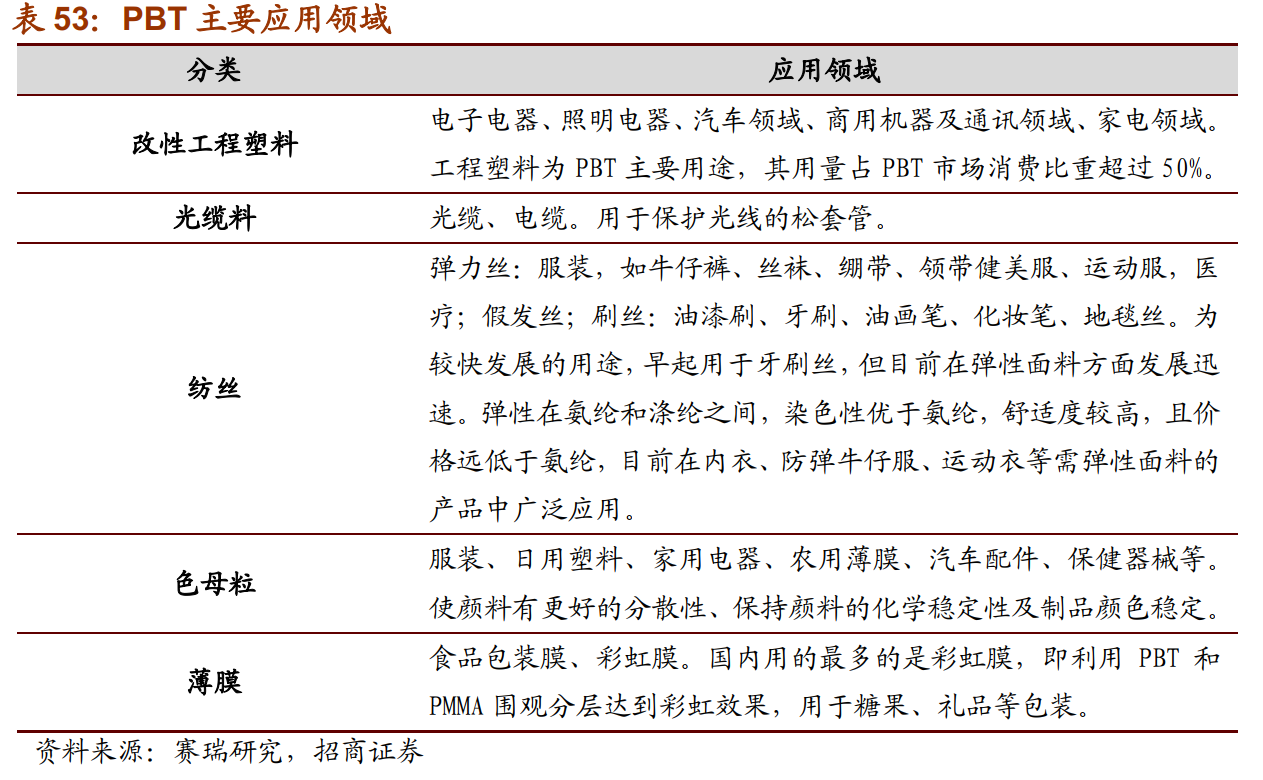 表 53：PBT 主要应用领域
分类 应用领域
改性工程塑料
电子电器、照明电器、汽车领域、商用机器及通讯领域、家电领域。
工程塑料为 PBT 主要用途，其用量占 PBT 市场消费比重超过 50%。
光缆料
光缆、电缆。用于保护光线的松套管。
纺丝
弹力丝：服装，如牛仔裤、丝袜、绷带、领带健美服、运动服，医
疗；假发丝；刷丝：油漆刷、牙刷、油画笔、化妆笔、地毯丝。为
较快发展的用途，早起用于牙刷丝，但目前在弹性面料方面发展迅
速。弹性在氨纶和涤纶之间，染色性优于氨纶，舒适度较高，且价
格远低于氨纶，目前在内衣、防弹牛仔服、运动衣等需弹性面料的
产品中广泛应用。
色母粒
服装、日用塑料、家用电器、农用薄膜、汽车配件、保健器械等。
使颜料有更好的分散性、保持颜料的化学稳定性及制品颜色稳定。
薄膜
食品包装膜、彩虹膜。国内用的最多的是彩虹膜，即利用 PBT 和
PMMA 围观分层达到彩虹效果，用于糖果、礼品等包装。
资料来源：赛瑞研究，招商证券